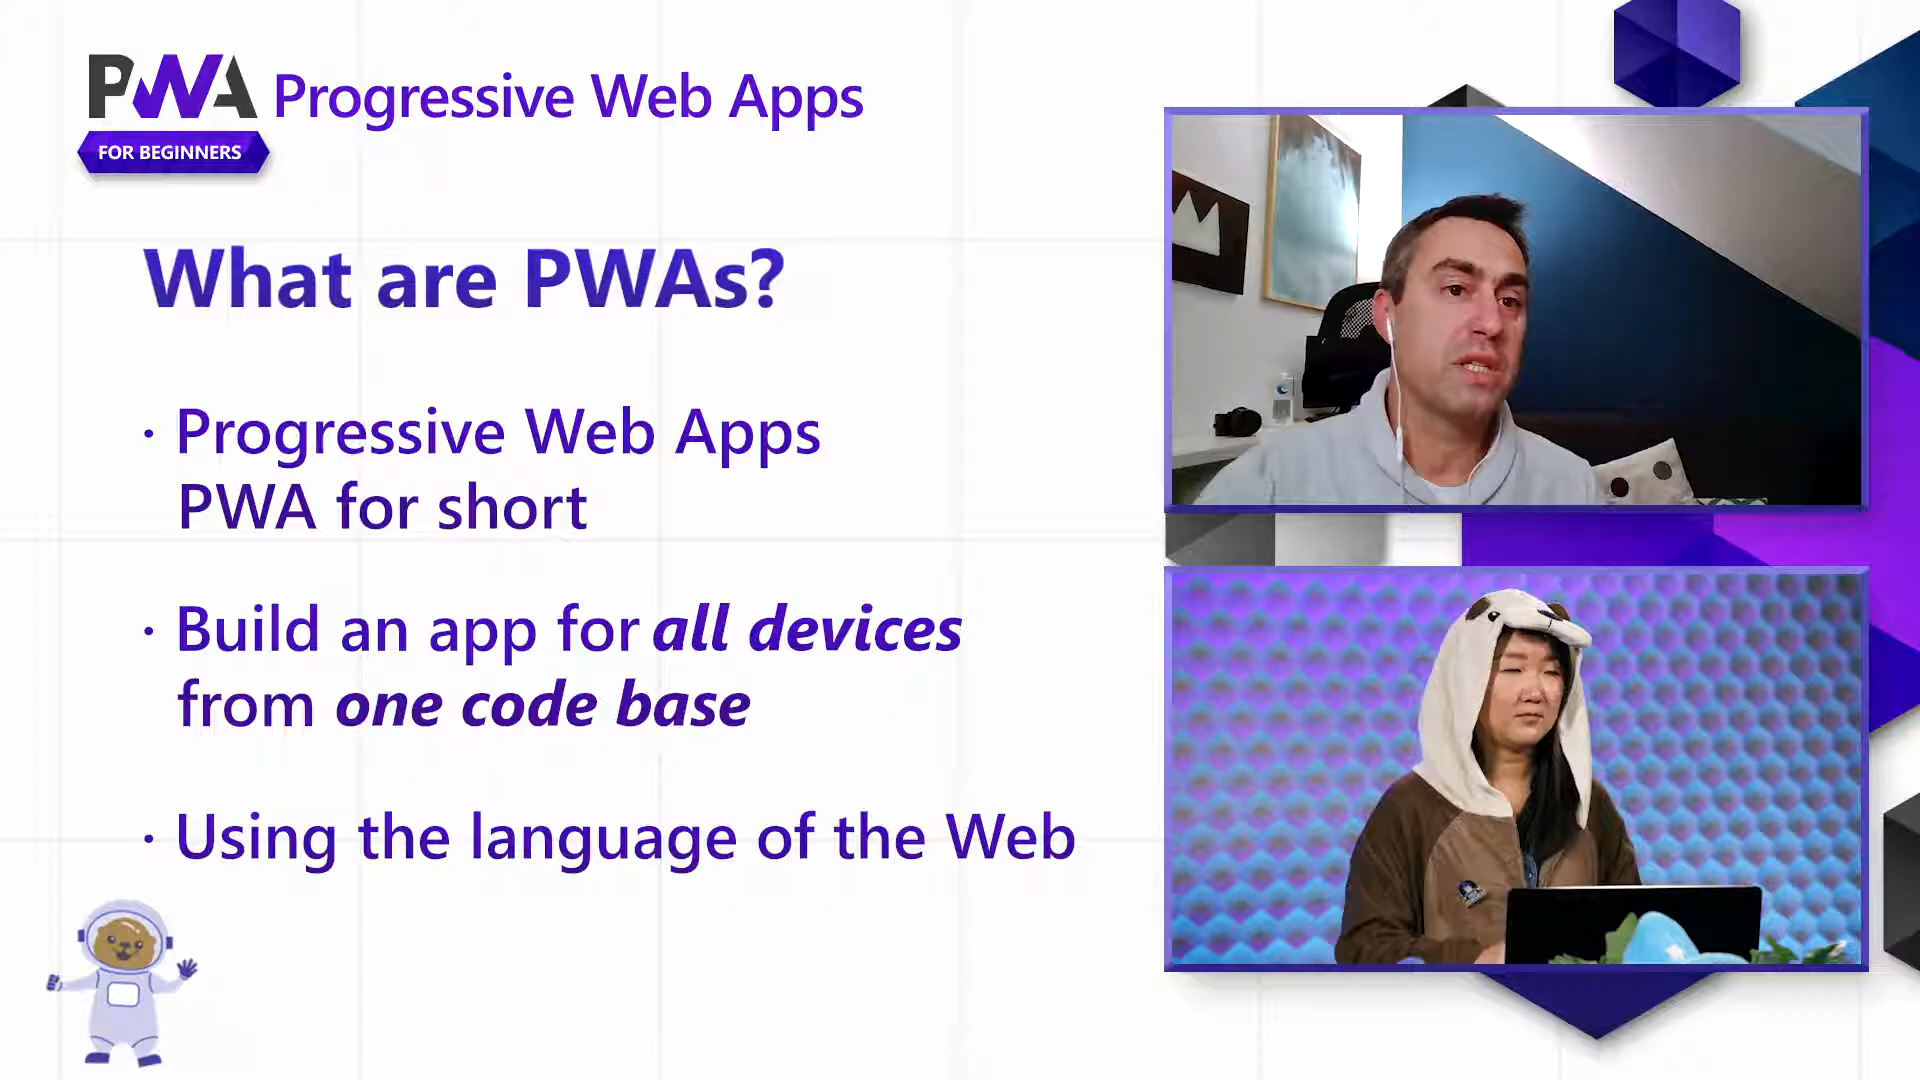 PWA Progressive Web Apps
FOR BEGINNERS
What are PWAs?
· Progressive Web Apps
PWA for short
· Build an app for all devices
from one code base
· Using the language of the Web